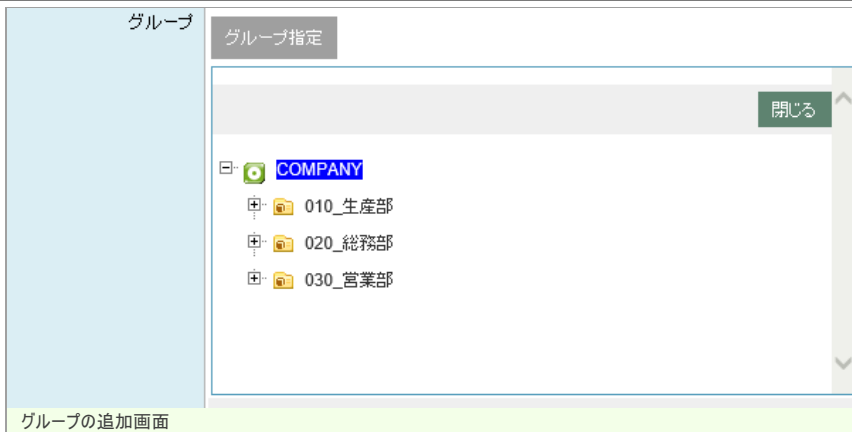 グループ
グループ指定
閉じる
COMPANY
010_生産部
020_総務部
030_営業部
グループの追加画面